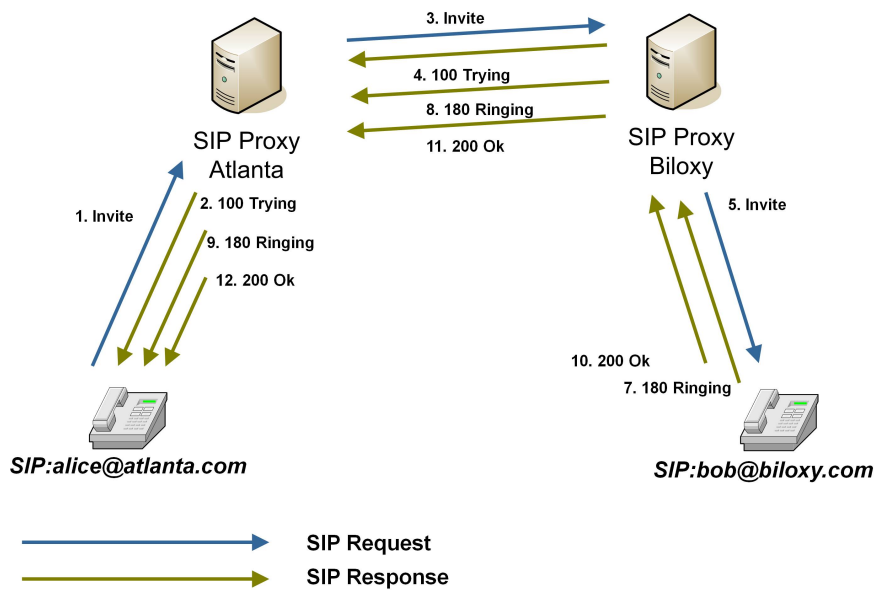 3. Invite
4. 100 Trying
8. 180 Ringing
11. 200 Ok
SIP Proxy
Atlanta
SIP Proxy
Biloxy
1. Invite
2. 100 Trying
9. 180 Ringing
12. 200 Ok
5. Invite
10. 200 Ok
7. 180 Ringing
SIP:alice@atlanta.com
SIP:bob@biloxy.com
SIP Request
SIP Response